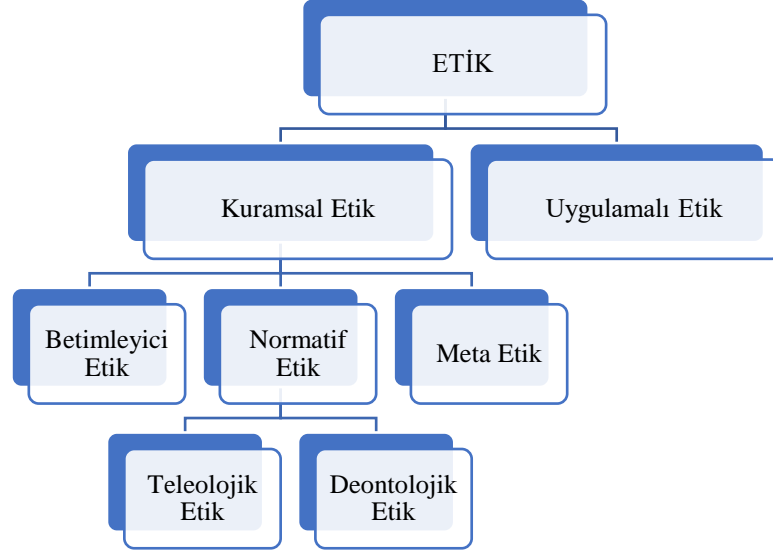 ETİK
Kuramsal Etik
Uygulamalı Etik
Betimleyici
Etik
Normatif
Etik
Meta Etik
Teleolojik
Etik
Deontolojik
Etik